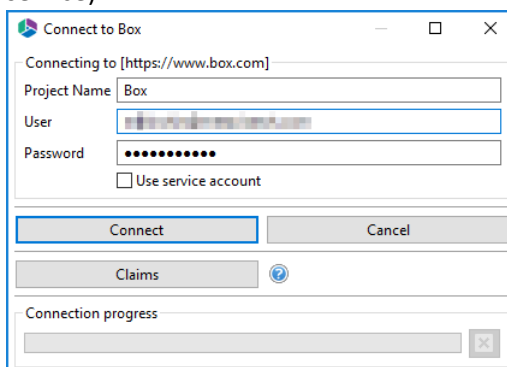 Connect to Box
Connecting to [https://www.box.com]
Project Name Box
User
Password ●●●●●●●●●●●
Use service account
Connect Cancel
Claims
Connection progress